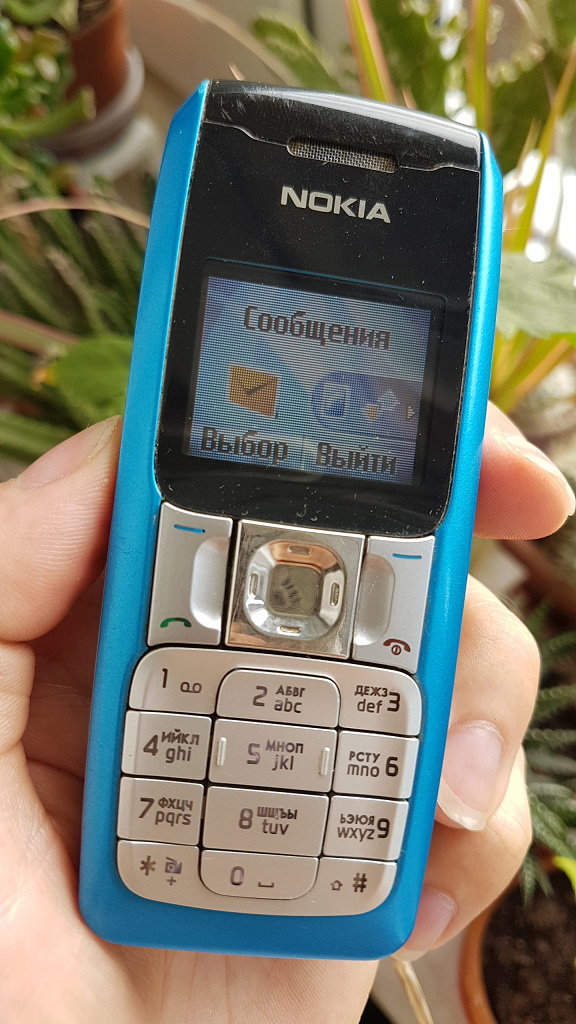 NOKIA
Сообщения
Выбор Выйти
1
2 АБВГ abc
ДЕЖЗ def 3
4 ИЙКЛ ghi
5 МНОП jkl
РСТУ mno 6
7 ФХЦЧ pqrs
8 ШЩЪЫ tuv
ЬЭЮЯ wxyz 9
* +
0
#